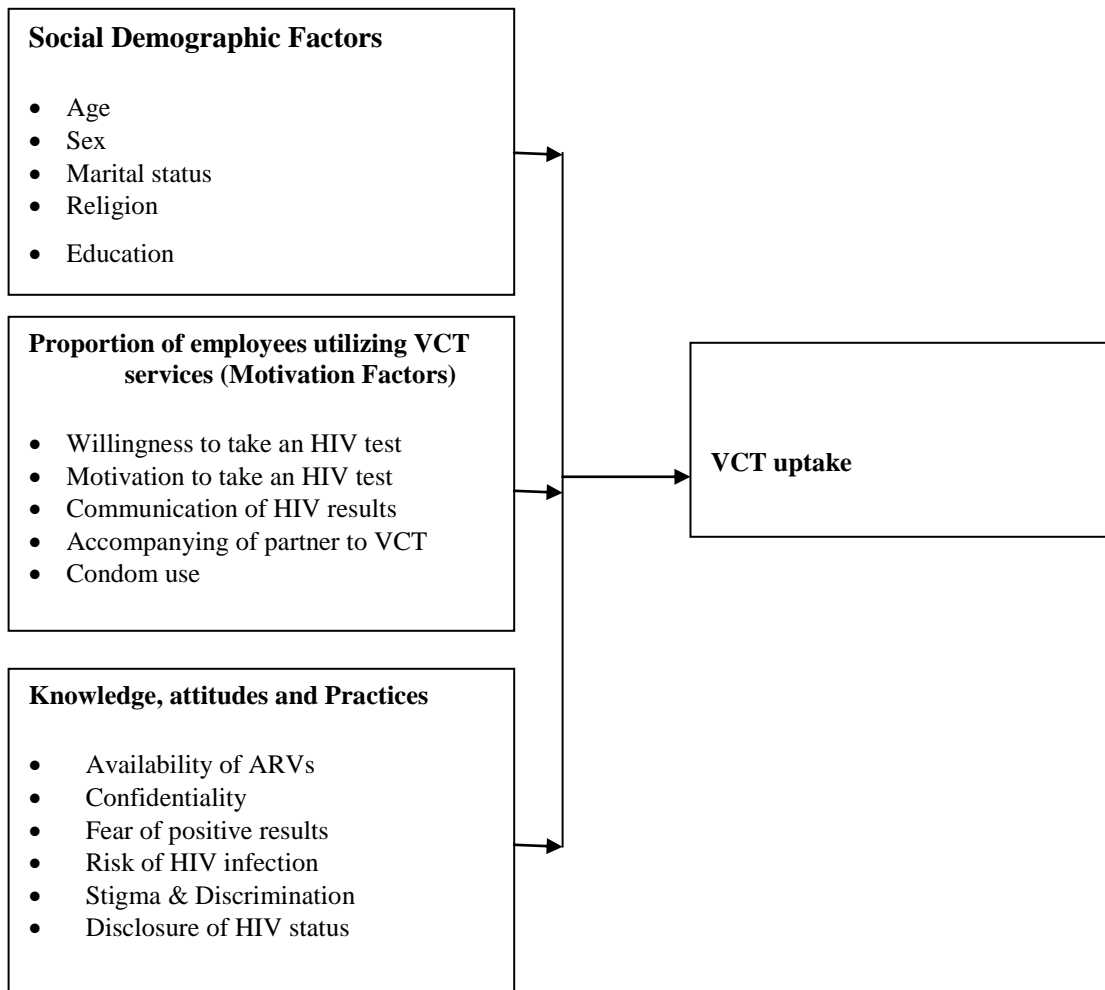 Social Demographic Factors
• Age
• Sex
• Marital status
• Religion
• Education
Proportion of employees utilizing VCT
services (Motivation Factors)
• Willingness to take an HIV test
• Motivation to take an HIV test
• Communication of HIV results
• Accompanying of partner to VCT
• Condom use
VCT uptake
Knowledge, attitudes and Practices
• Availability of ARVs
• Confidentiality
• Fear of positive results
• Risk of HIV infection
• Stigma & Discrimination
• Disclosure of HIV status